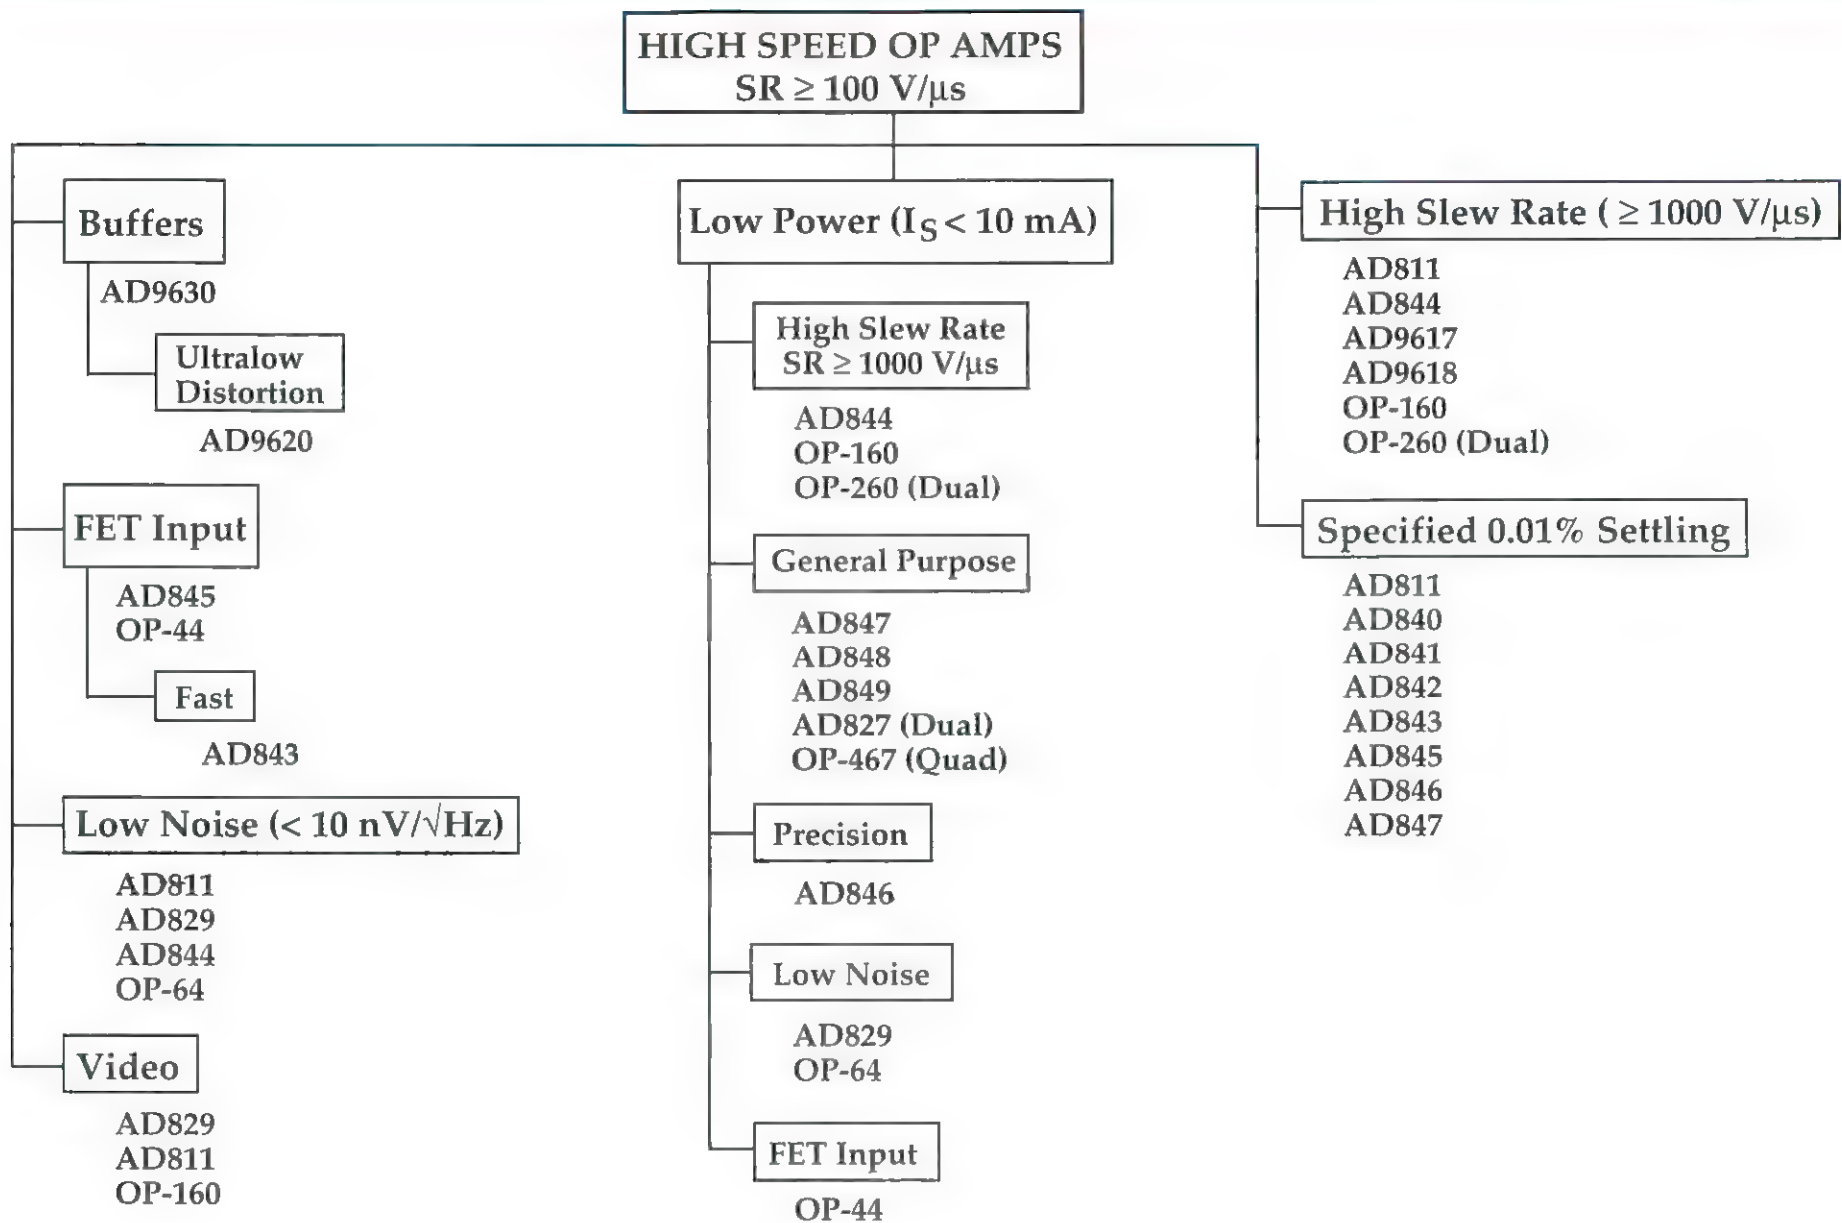 HIGH SPEED OP AMPS
SR ≥ 100 V/μs
Buffers
AD9630
Ultralow
Distortion
AD9620
FET Input
AD845
OP-44
Fast
AD843
Low Noise (< 10 nV/√Hz)
AD811
AD829
AD844
OP-64
Video
AD829
AD811
OP-160
Low Power (IS < 10 mA)
High Slew Rate
SR ≥ 1000 V/μs
AD844
OP-160
OP-260 (Dual)
General Purpose
AD847
AD848
AD849
AD827 (Dual)
OP-467 (Quad)
Precision
AD846
Low Noise
AD829
OP-64
FET Input
OP-44
High Slew Rate ( ≥ 1000 V/μs)
AD811
AD844
AD9617
AD9618
OP-160
OP-260 (Dual)
Specified 0.01% Settling
AD811
AD840
AD841
AD842
AD843
AD845
AD846
AD847